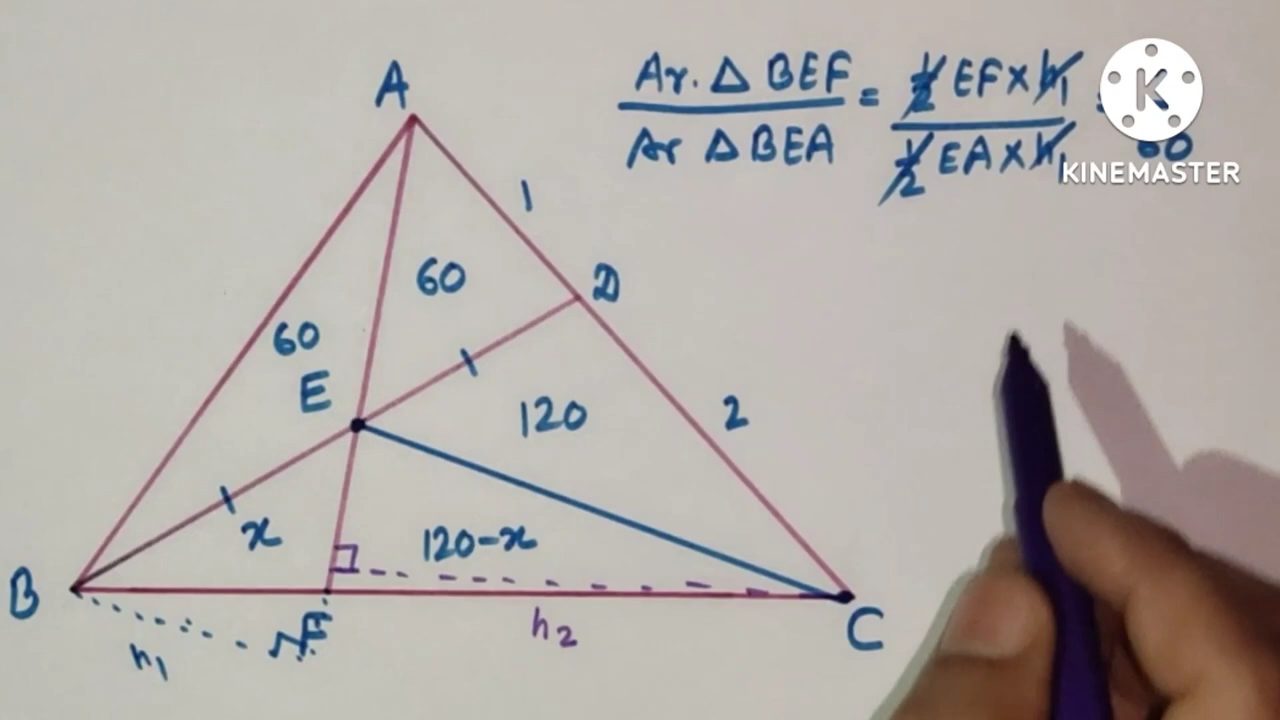 A
Ar. △ BEF / Ar △ BEA = ½ EF × h₁ / ½ EA × h₁ = 60
K
KINEMASTER
1
60
D
60
E
120
2
x
120-x
B
F
h₁
h₂
C